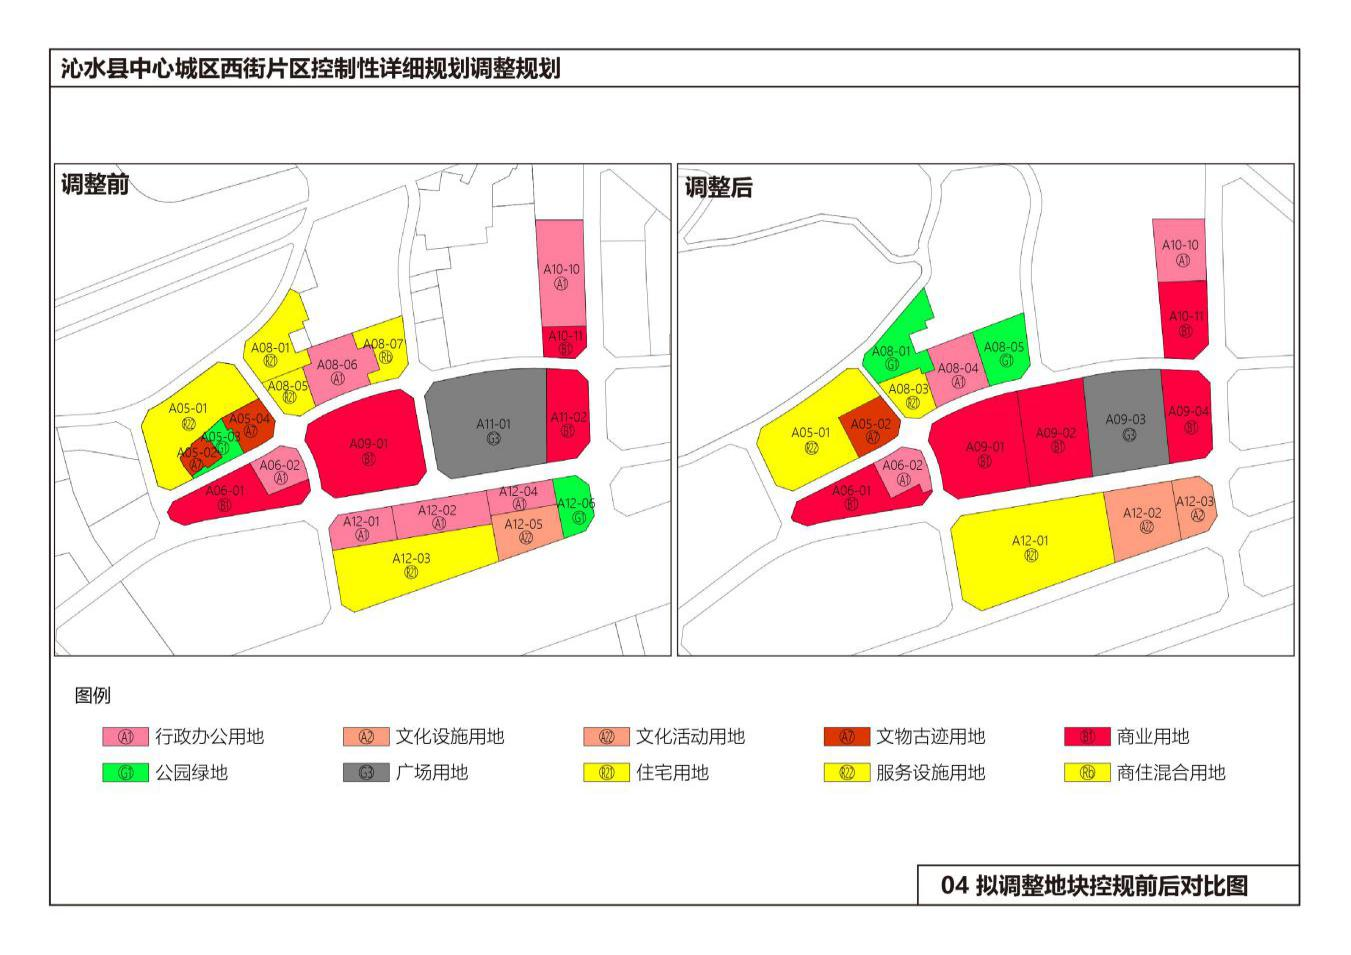 沁水县中心城区西街片区控制性详细规划调整规划
调整前
A10-10
A1
A10-11
B1
A08-01
R21
A08-07
Rb
A08-06
A1
A08-05
R21
A05-01
R22
A05-04
A7
A05-03
G1
A05-02
A7
A11-01
G3
A11-02
B1
A09-01
B1
A06-02
A1
A06-01
B1
A12-04
A1
A12-06
G1
A12-02
A1
A12-01
A1
A12-05
A22
A12-03
R21
调整后
A10-10
A1
A10-11
B1
A08-01
G1
A08-05
G1
A08-04
A1
A08-03
R21
A05-01
R22
A05-02
A7
A09-04
B1
A09-03
G3
A09-02
B1
A09-01
B1
A06-02
A1
A06-01
B1
A12-03
A2
A12-02
A22
A12-01
R21
图例
A1 行政办公用地
A2 文化设施用地
A22 文化活动用地
A7 文物古迹用地
B1 商业用地
G1 公园绿地
G3 广场用地
R21 住宅用地
R22 服务设施用地
Rb 商住混合用地
04 拟调整地块控规前后对比图